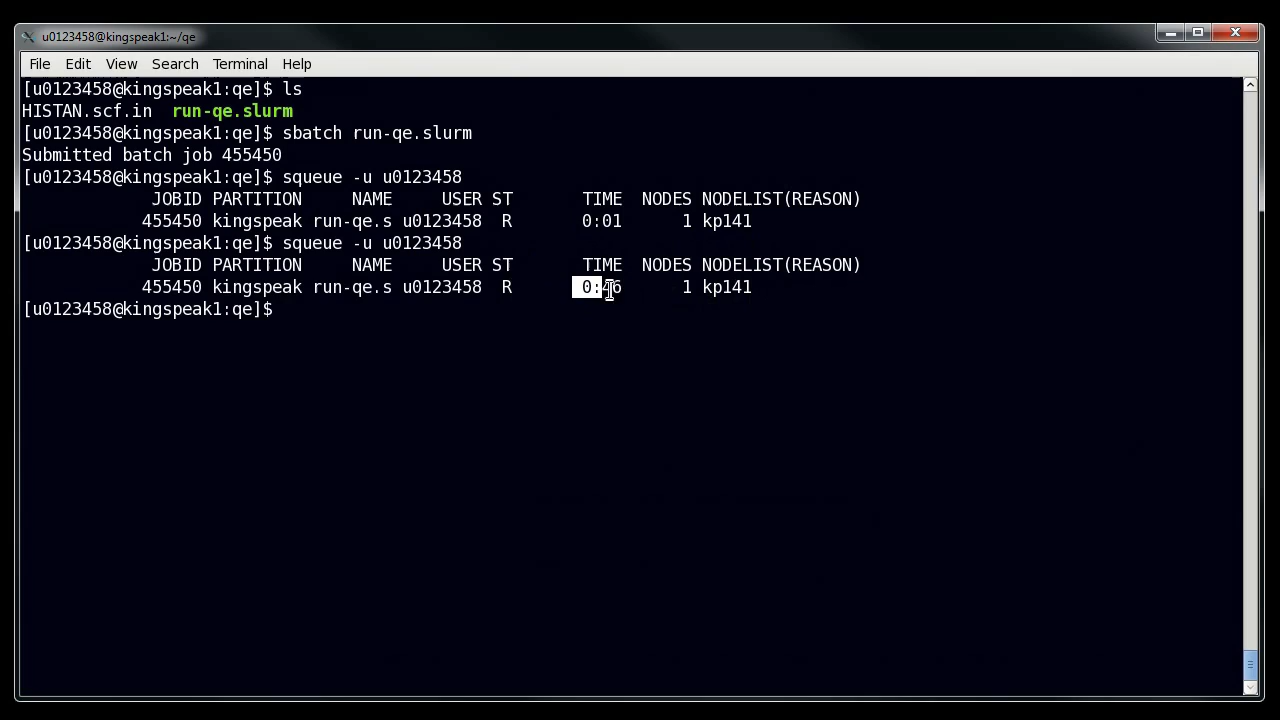 u0123458@kingspeak1:~/qe
File Edit View Search Terminal Help
[u0123458@kingspeak1:qe]$ ls
HISTAN.scf.in  run-qe.slurm
[u0123458@kingspeak1:qe]$ sbatch run-qe.slurm
Submitted batch job 455450
[u0123458@kingspeak1:qe]$ squeue -u u0123458
             JOBID PARTITION     NAME     USER ST       TIME  NODES NODELIST(REASON)
            455450 kingspeak run-qe.s u0123458  R       0:01      1 kp141
[u0123458@kingspeak1:qe]$ squeue -u u0123458
             JOBID PARTITION     NAME     USER ST       TIME  NODES NODELIST(REASON)
            455450 kingspeak run-qe.s u0123458  R       0:46      1 kp141
[u0123458@kingspeak1:qe]$